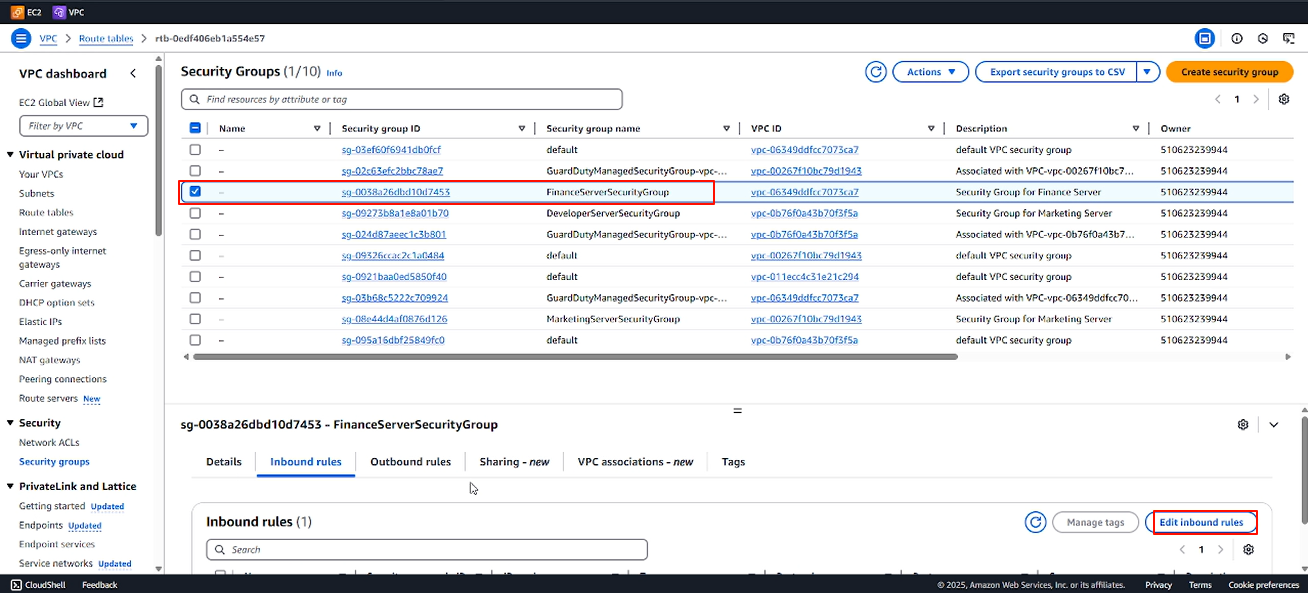 EC2 VPC
VPC > Route tables > rtb-0edf406eb1a554e57
VPC dashboard
EC2 Global View
Filter by VPC
Virtual private cloud
Your VPCs
Subnets
Route tables
Internet gateways
Egress-only internet
gateways
Carrier gateways
DHCP option sets
Elastic IPs
Managed prefix lists
NAT gateways
Peering connections
Route servers New
Security
Network ACLs
Security groups
PrivateLink and Lattice
Getting started Updated
Endpoints Updated
Endpoint services
Service networks Updated
Security Groups (1/10) Info
Actions Export security groups to CSV Create security group
Find resources by attribute or tag
1
Name Security group ID Security group name VPC ID Description Owner
– sg-03ef60f6941db0fcf default vpc-06349ddfcc7073ca7 default VPC security group 510623239944
– sg-02c63efc2bbc78ae7 GuardDutyManagedSecurityGroup-vpc-... vpc-00267f10bc79d1943 Associated with VPC-vpc-00267f10bc7... 510623239944
– sg-0038a26dbd10d7453 FinanceServerSecurityGroup vpc-06349ddfcc7073ca7 Security Group for Finance Server 510623239944
– sg-09273b8a1e8a01b70 DeveloperServerSecurityGroup vpc-0b76f0a43b70f3f5a Security Group for Marketing Server 510623239944
– sg-024d87aeec1c3b801 GuardDutyManagedSecurityGroup-vpc-... vpc-0b76f0a43b70f3f5a Associated with VPC-vpc-0b76f0a43b7... 510623239944
– sg-09326ccac2c1a0484 default vpc-00267f10bc79d1943 default VPC security group 510623239944
– sg-0921baa0ed5850f40 default vpc-011ecc4c31e21c294 default VPC security group 510623239944
– sg-03b68c5222c709924 GuardDutyManagedSecurityGroup-vpc-... vpc-06349ddfcc7073ca7 Associated with VPC-vpc-06349ddfcc70... 510623239944
– sg-08e44d4af0876d126 MarketingServerSecurityGroup vpc-00267f10bc79d1943 Security Group for Marketing Server 510623239944
– sg-095a16dbf25849fc0 default vpc-0b76f0a43b70f3f5a default VPC security group 510623239944
sg-0038a26dbd10d7453 - FinanceServerSecurityGroup
Details Inbound rules Outbound rules Sharing - new VPC associations - new Tags
Inbound rules (1)
Manage tags Edit inbound rules
Search
1
CloudShell Feedback © 2025, Amazon Web Services, Inc. or its affiliates. Privacy Terms Cookie preferences